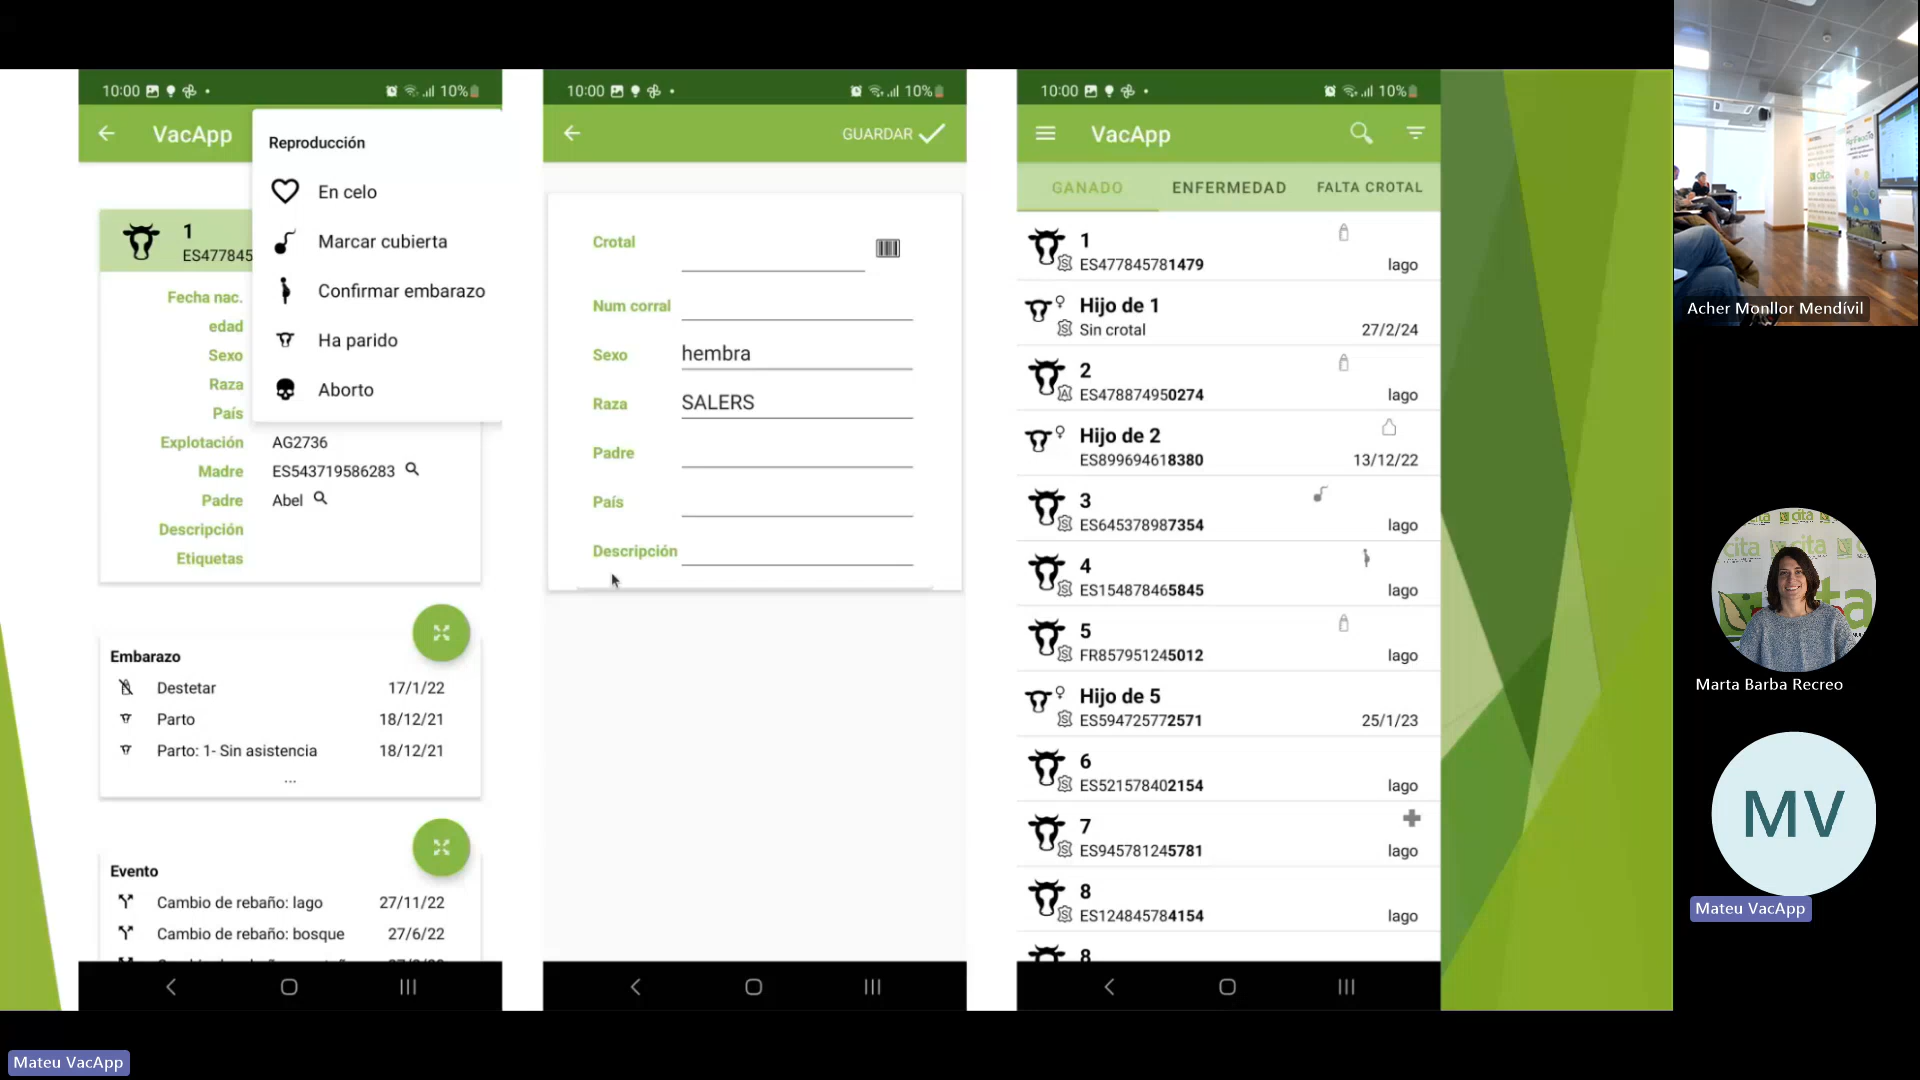 10:00
10%
VacApp
Reproducción
En celo
Marcar cubierta
Confirmar embarazo
Ha parido
Aborto
1
ES477845
Fecha nac.
edad
Sexo
Raza
País
Explotación AG2736
Madre ES543719586283
Padre Abel
Descripción
Etiquetas
Embarazo
Destetar 17/1/22
Parto 18/12/21
Parto: 1- Sin asistencia 18/12/21
...
Evento
Cambio de rebaño: lago 27/11/22
Cambio de rebaño: bosque 27/6/22
10:00 10%
GUARDAR
Crotal
Num corral
Sexo hembra
Raza SALERS
Padre
País
Descripción
10:00 10%
VacApp
GANADO ENFERMEDAD FALTA CROTAL
1
ES477845781479 lago
Hijo de 1
Sin crotal 27/2/24
2
ES478874950274 lago
Hijo de 2
ES899694618380 13/12/22
3
ES645378987354 lago
4
ES154878465845 lago
5
FR857951245012 lago
Hijo de 5
ES594725772571 25/1/23
6
ES521578402154 lago
7
ES945781245781 lago
8
ES124845784154 lago
8
Acher Monllor Mendívil
cita
Marta Barba Recreo
MV
Mateu VacApp
Mateu VacApp